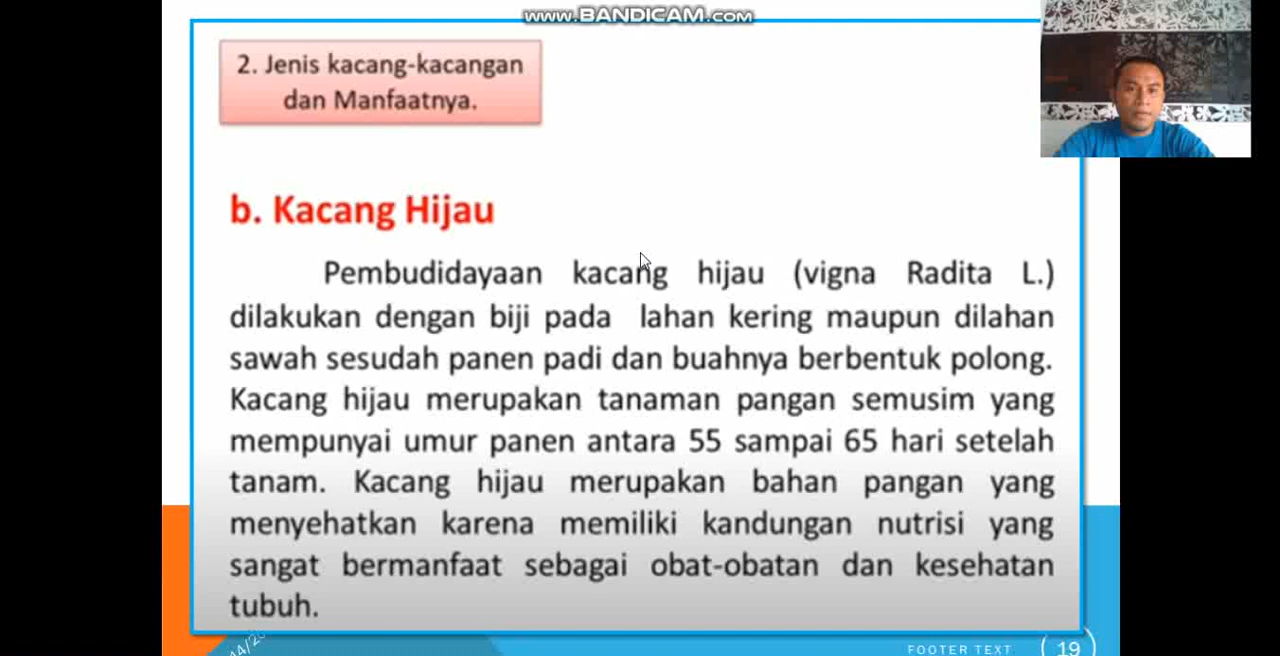 www.BANDICAM.com
2. Jenis kacang-kacangan
dan Manfaatnya.
b. Kacang Hijau
Pembudidayaan kacang hijau (vigna Radita L.)
dilakukan dengan biji pada lahan kering maupun dilahan
sawah sesudah panen padi dan buahnya berbentuk polong.
Kacang hijau merupakan tanaman pangan semusim yang
mempunyai umur panen antara 55 sampai 65 hari setelah
tanam. Kacang hijau merupakan bahan pangan yang
menyehatkan karena memiliki kandungan nutrisi yang
sangat bermanfaat sebagai obat-obatan dan kesehatan
tubuh.
FOOTER TEXT
19